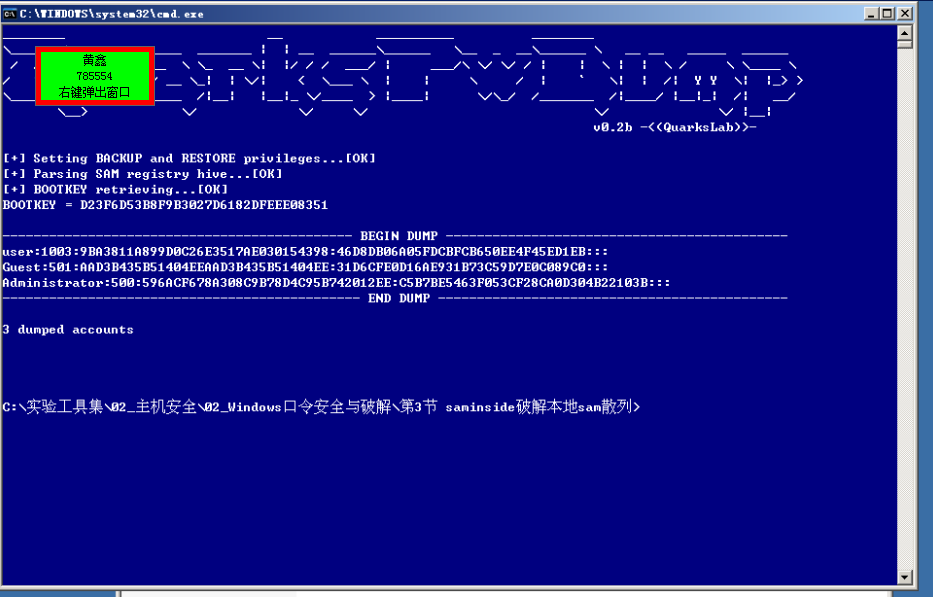 C:\WINDOWS\system32\cmd.exe
黄鑫
785554
右键弹出窗口
v0.2b -<(QuarksLab)>-
[+] Setting BACKUP and RESTORE privileges...[OK]
[+] Parsing SAM registry hive...[OK]
[+] BOOTKEY retrieving...[OK]
BOOTKEY = D23F6D53B8F9B3027D6182DFEEE08351
--------------------------------------------- BEGIN DUMP --------------------------------------------
user:1003:9BA3811A899D0C26E3517AE030154398:46D8DB06A05FDCBFCB650EE4F45ED1EB:::
Guest:501:AAD3B435B51404EEAAD3B435B51404EE:31D6CFE0D16AE931B73C59D7E0C089C0:::
Administrator:500:596ACF678A308C9B78D4C95B742012EE:C5B7BE5463F053CF28CA0D304B22103B:::
---------------------------------------------- END DUMP ---------------------------------------------
3 dumped accounts
C:\实验工具集\02_主机安全\02_Windows口令安全与破解\第3节 saminside破解本地sam散列>